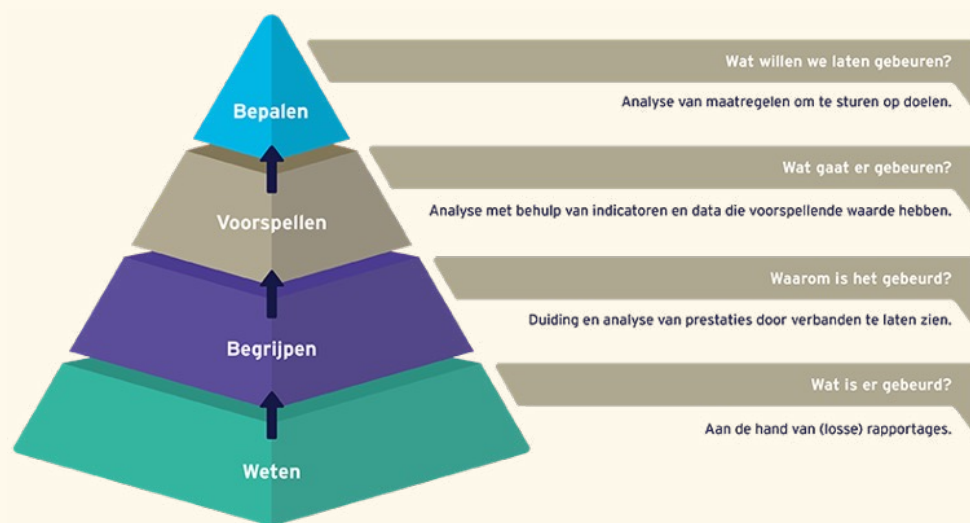 Wat willen we laten gebeuren?
Analyse van maatregelen om te sturen op doelen.
Bepalen
Wat gaat er gebeuren?
Analyse met behulp van indicatoren en data die voorspellende waarde hebben.
Voorspellen
Waarom is het gebeurd?
Duiding en analyse van prestaties door verbanden te laten zien.
Begrijpen
Wat is er gebeurd?
Aan de hand van (losse) rapportages.
Weten